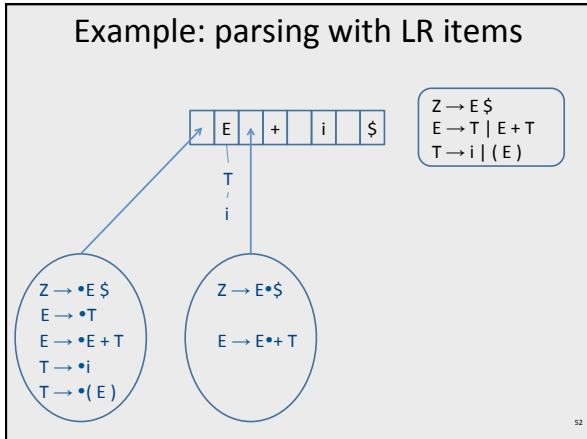 Example: parsing with LR items
E + i $
Z → E $
E → T | E + T
T → i | ( E )
T
i
Z → •E $
E → •T
E → •E + T
T → •i
T → •( E )
Z → E•$
E → E•+ T
52